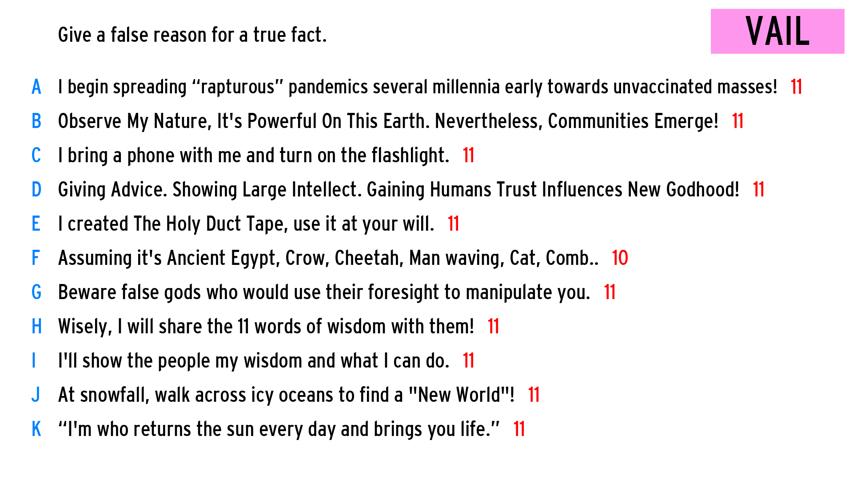 Give a false reason for a true fact.
VAIL
A I begin spreading “rapturous” pandemics several millennia early towards unvaccinated masses! 11
B Observe My Nature, It's Powerful On This Earth. Nevertheless, Communities Emerge! 11
C I bring a phone with me and turn on the flashlight. 11
D Giving Advice. Showing Large Intellect. Gaining Humans Trust Influences New Godhood! 11
E I created The Holy Duct Tape, use it at your will. 11
F Assuming it's Ancient Egypt, Crow, Cheetah, Man waving, Cat, Comb.. 10
G Beware false gods who would use their foresight to manipulate you. 11
H Wisely, I will share the 11 words of wisdom with them! 11
I I'll show the people my wisdom and what I can do. 11
J At snowfall, walk across icy oceans to find a "New World"! 11
K “I'm who returns the sun every day and brings you life.” 11